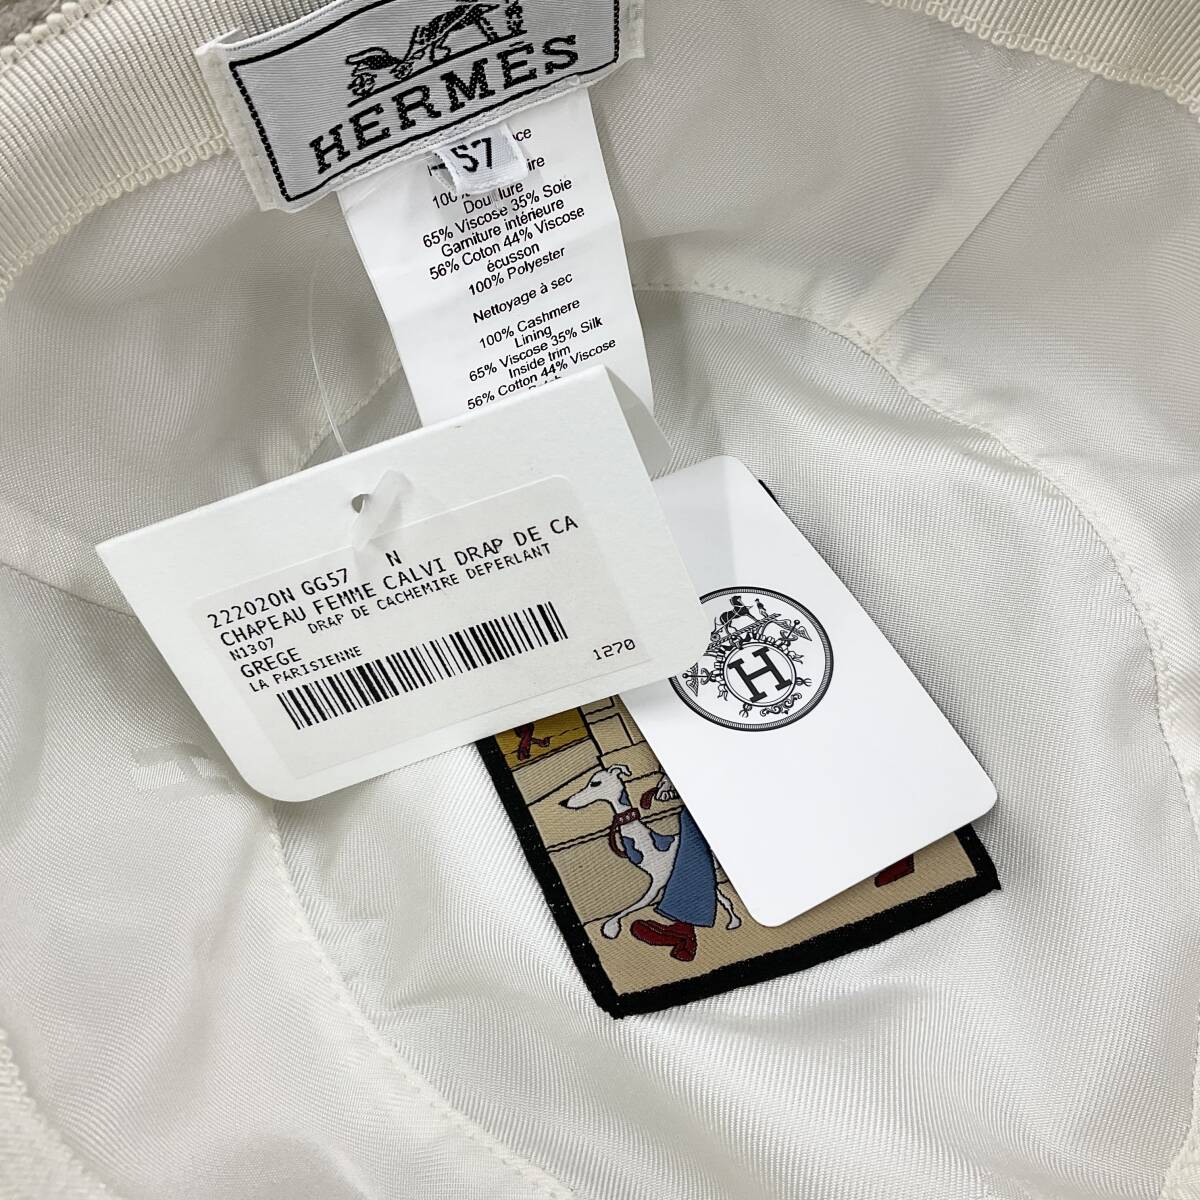 HERMES
57
100%
Doublure
65% Viscose 35% Soie
Garniture intérieure
56% Coton 44% Viscose
écusson
100% Polyester
Nettoyage à sec
100% Cashmere
Lining
65% Viscose 35% Silk
Inside trim
56% Cotton 44% Viscose
222020N GG57 N
CHAPEAU FEMME CALVI DRAP DE CA
N1307 DRAP DE CACHEMIRE DEPERLANT
GREGE
LA PARISIENNE
1270
H